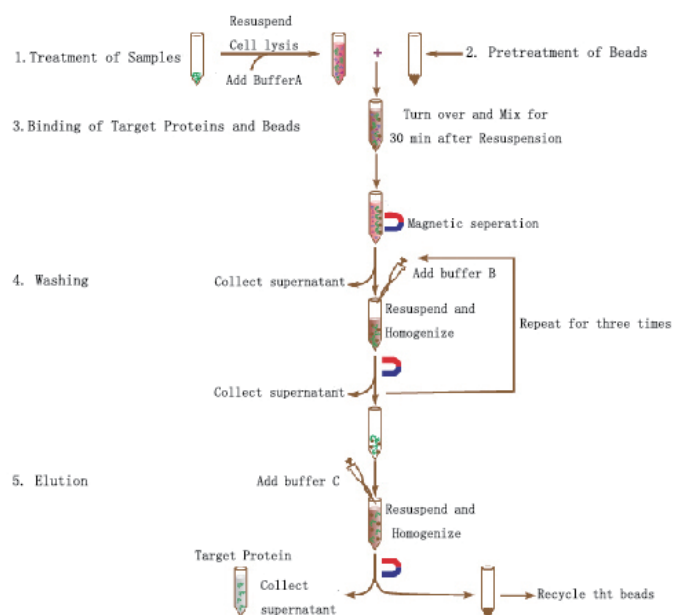 Resuspend
Cell lysis
1.Treatment of Samples
Add BufferA
+
2. Pretreatment of Beads
3.Binding of Target Proteins and Beads
Turn over and Mix for
30 min after Resuspension
Magnetic seperation
4. Washing
Collect supernatant
Add buffer B
Resuspend and
Homogenize
Repeat for three times
Collect supernatant
5. Elution
Add buffer C
Resuspend and
Homogenize
Target Protein
Collect
supernatant
Recycle tht beads